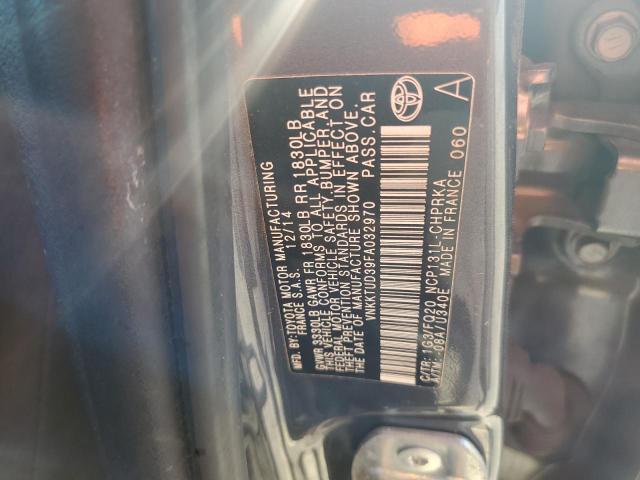 MFD. BY:TOYOTA MOTOR MANUFACTURING
FRANCE S.A.S. 12/14
GVWR 3330LB GAWR FR 1830LB RR 1830LB
THIS VEHICLE CONFORMS TO ALL APPLICABLE
FEDERAL MOTOR VEHICLE SAFETY, BUMPER, AND
THEFT PREVENTION STANDARDS IN EFFECT ON
THE DATE OF MANUFACTURE SHOWN ABOVE.
VNKKTUD39FA032970 PASS.CAR
C/TR: 1G3/FQ20 NCP131L-CHPRKA
A/TM: -08A/U340E MADE IN FRANCE 060
A